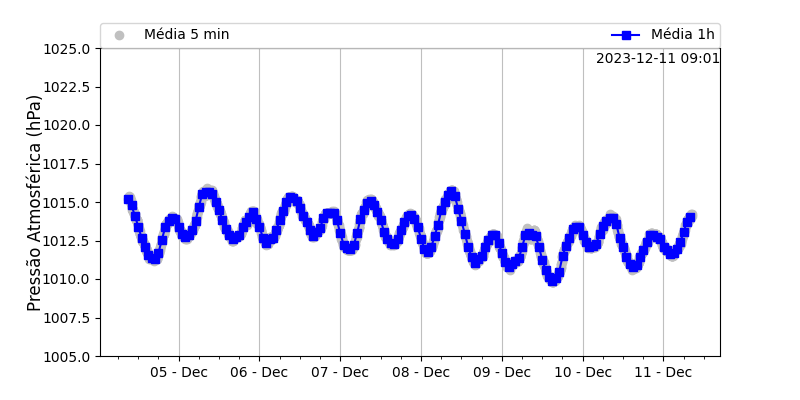 Média 5 min
Média 1h
2023-12-11 09:01
Pressão Atmosférica (hPa)
1025.0
1022.5
1020.0
1017.5
1015.0
1012.5
1010.0
1007.5
1005.0
05 - Dec
06 - Dec
07 - Dec
08 - Dec
09 - Dec
10 - Dec
11 - Dec